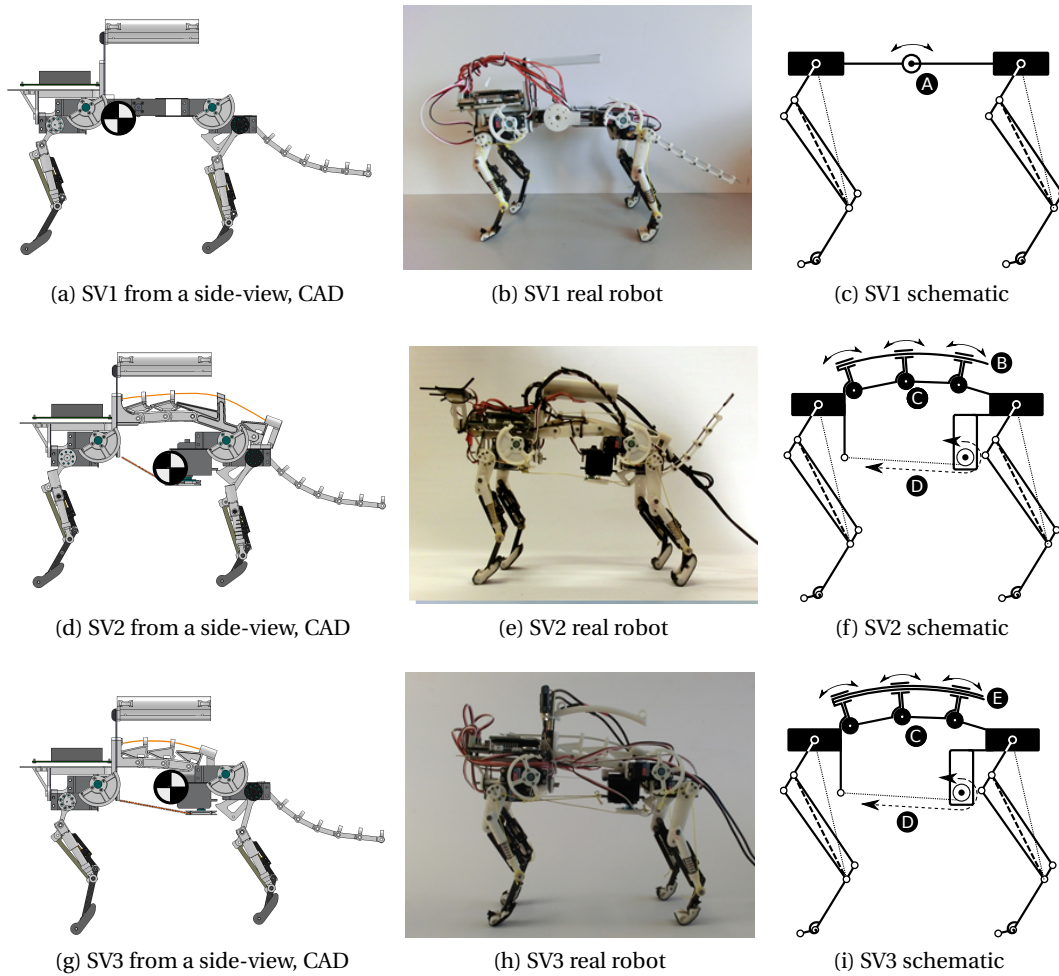 A
(a) SV1 from a side-view, CAD
(b) SV1 real robot
(c) SV1 schematic
B
C
D
(d) SV2 from a side-view, CAD
(e) SV2 real robot
(f) SV2 schematic
E
C
D
(g) SV3 from a side-view, CAD
(h) SV3 real robot
(i) SV3 schematic